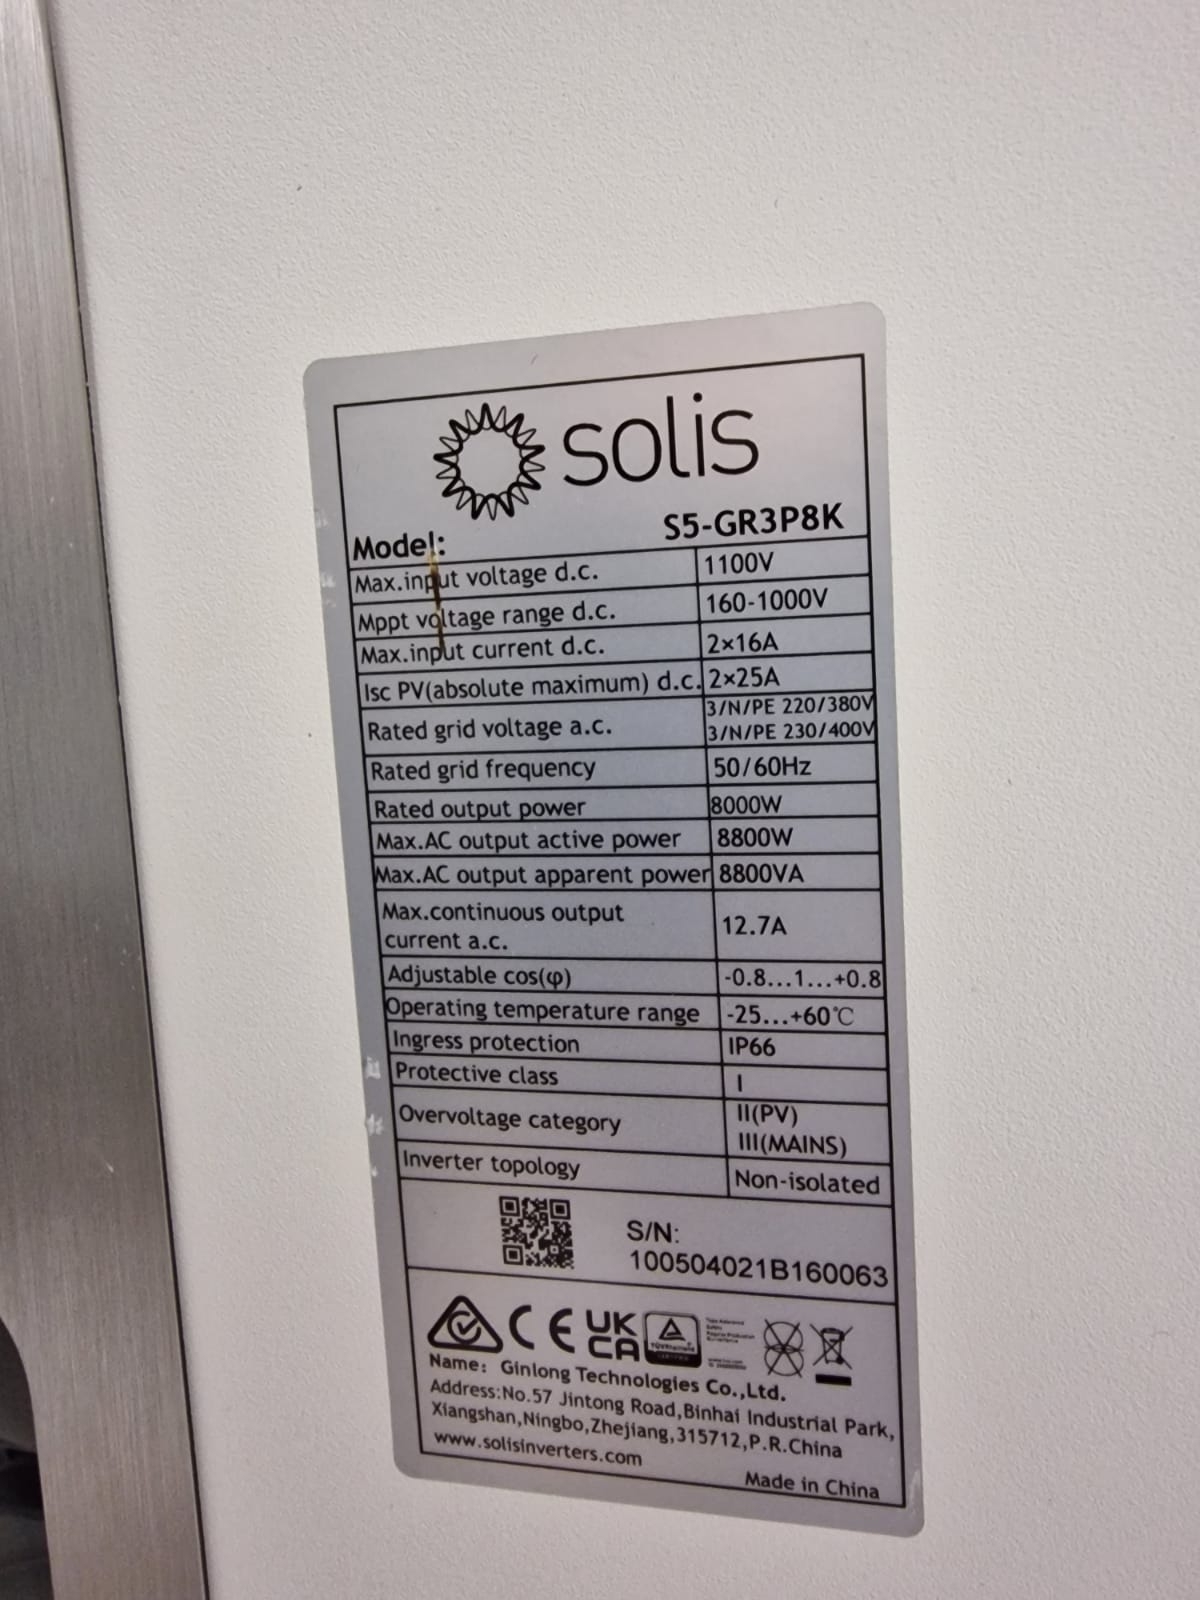 solis
Model: S5-GR3P8K
Max.input voltage d.c. 1100V
Mppt voltage range d.c. 160-1000V
Max.input current d.c. 2×16A
Isc PV(absolute maximum) d.c. 2×25A
Rated grid voltage a.c. 3/N/PE 220/380V
3/N/PE 230/400V
Rated grid frequency 50/60Hz
Rated output power 8000W
Max.AC output active power 8800W
Max.AC output apparent power 8800VA
Max.continuous output
current a.c. 12.7A
Adjustable cos(φ) -0.8...1...+0.8
Operating temperature range -25...+60℃
Ingress protection IP66
Protective class I
Overvoltage category II(PV)
III(MAINS)
Inverter topology Non-isolated
S/N:
100504021B160063
CE UK
CA
Name: Ginlong Technologies Co.,Ltd.
Address:No.57 Jintong Road,Binhai Industrial Park,
Xiangshan,Ningbo,Zhejiang,315712,P.R.China
www.solisinverters.com
Made in China